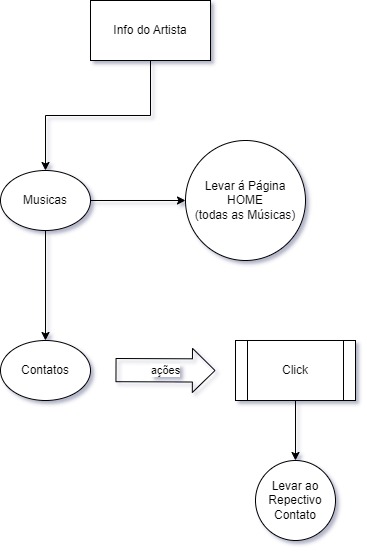 Info do Artista
Musicas
Levar á Página
HOME
(todas as Músicas)
Contatos
ações
Click
Levar ao
Repectivo
Contato